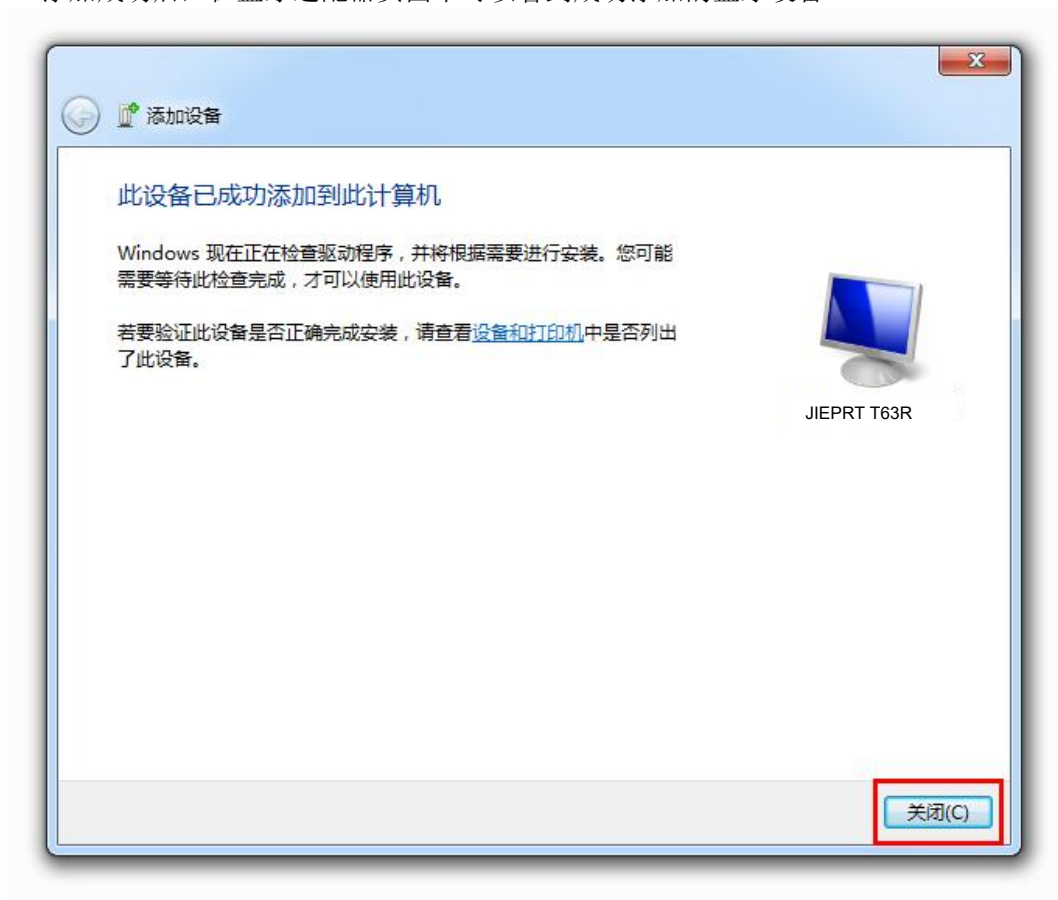 添加设备
此设备已成功添加到此计算机
Windows 现在正在检查驱动程序，并将根据需要进行安装。您可能
需要等待此检查完成，才可以使用此设备。
若要验证此设备是否正确完成安装，请查看设备和打印机中是否列出
了此设备。
JIEPRT T63R
关闭(C)